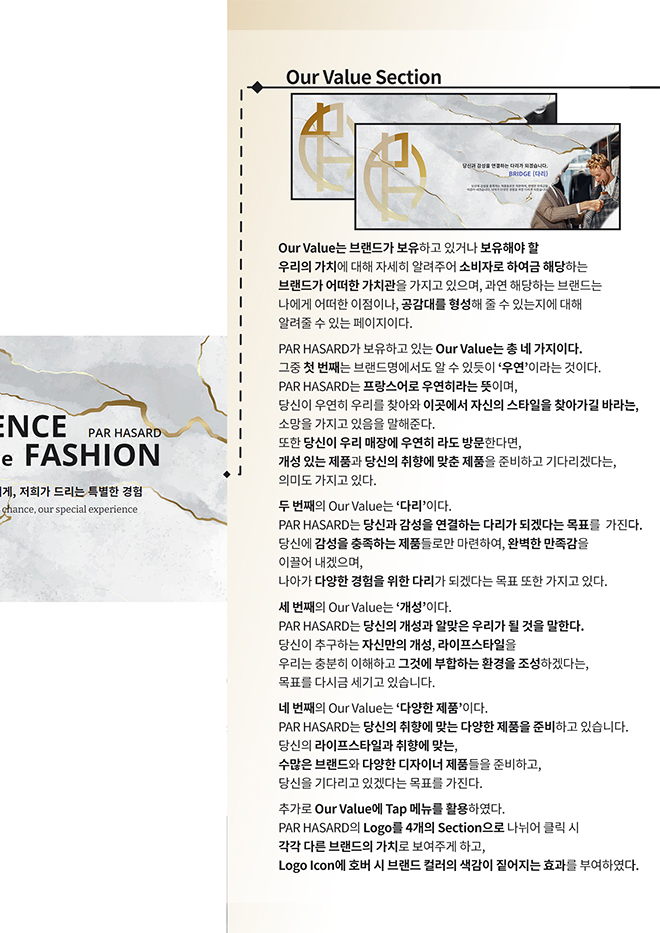 Our Value Section
당신과 감성을 연결하는 다리가 되겠습니다.
BRIDGE (다리)
Our Value는 브랜드가 보유하고 있거나 보유해야 할
우리의 가치에 대해 자세히 알려주어 소비자로 하여금 해당하는
브랜드가 어떠한 가치관을 가지고 있으며, 과연 해당하는 브랜드는
나에게 어떠한 이점이나, 공감대를 형성해 줄 수 있는지에 대해
알려줄 수 있는 페이지이다.
PAR HASARD가 보유하고 있는 Our Value는 총 네 가지이다.
그중 첫 번째는 브랜드명에서도 알 수 있듯이 ‘우연’이라는 것이다.
PAR HASARD는 프랑스어로 우연히라는 뜻이며,
당신이 우연히 우리를 찾아와 이곳에서 자신의 스타일을 찾아가길 바라는,
소망을 가지고 있음을 말해준다.
또한 당신이 우리 매장에 우연히 라도 방문한다면,
개성 있는 제품과 당신의 취향에 맞춘 제품을 준비하고 기다리겠다는,
의미도 가지고 있다.
두 번째의 Our Value는 ‘다리’이다.
PAR HASARD는 당신과 감성을 연결하는 다리가 되겠다는 목표를 가진다.
당신에 감성을 충족하는 제품들로만 마련하여, 완벽한 만족감을
이끌어 내겠으며,
나아가 다양한 경험을 위한 다리가 되겠다는 목표 또한 가지고 있다.
세 번째의 Our Value는 ‘개성’이다.
PAR HASARD는 당신의 개성과 알맞은 우리가 될 것을 말한다.
당신이 추구하는 자신만의 개성, 라이프스타일을
우리는 충분히 이해하고 그것에 부합하는 환경을 조성하겠다는,
목표를 다시금 세기고 있습니다.
네 번째의 Our Value는 ‘다양한 제품’이다.
PAR HASARD는 당신의 취향에 맞는 다양한 제품을 준비하고 있습니다.
당신의 라이프스타일과 취향에 맞는,
수많은 브랜드와 다양한 디자이너 제품들을 준비하고,
당신을 기다리고 있겠다는 목표를 가진다.
추가로 Our Value에 Tap 메뉴를 활용하였다.
PAR HASARD의 Logo를 4개의 Section으로 나뉘어 클릭 시
각각 다른 브랜드의 가치로 보여주게 하고,
Logo Icon에 호버 시 브랜드 컬러의 색감이 짙어지는 효과를 부여하였다.
ENCE PAR HASARD
e FASHION
게, 저희가 드리는 특별한 경험
chance, our special experience